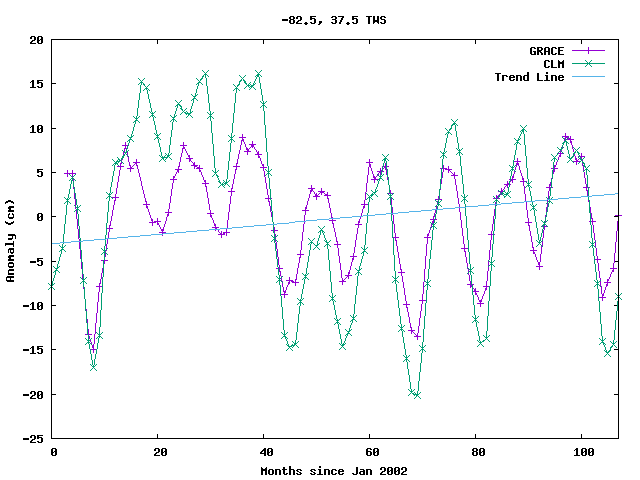 -82.5, 37.5 TWS
GRACE
CLM
Trend Line
20
15
10
5
0
-5
-10
-15
-20
-25
Anomaly (cm)
0 20 40 60 80 100
Months since Jan 2002